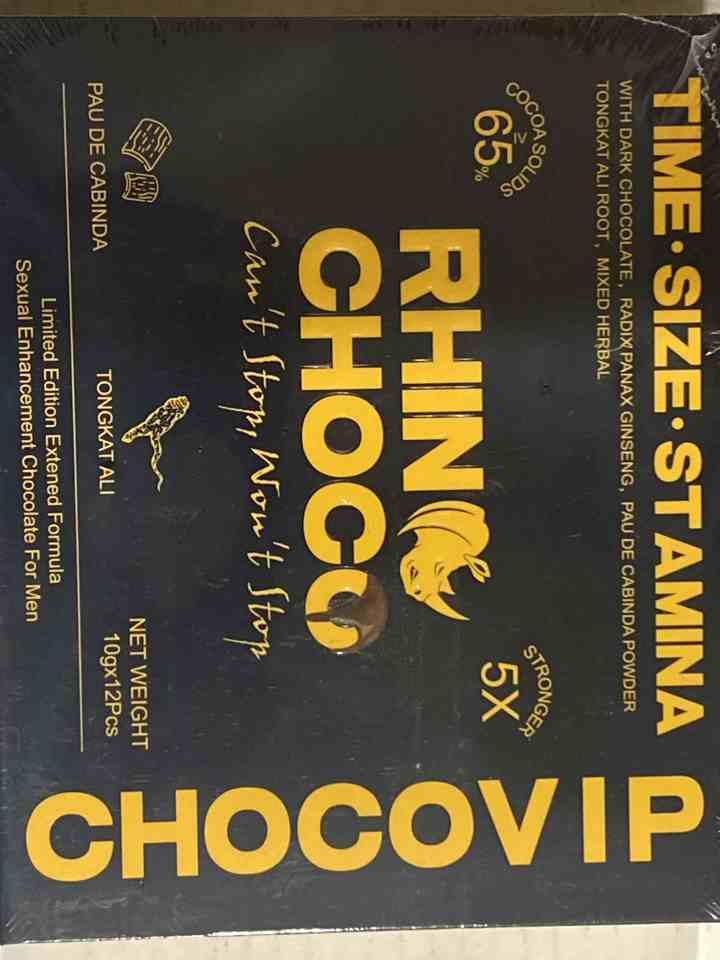 TIME·SIZE·STAMINA
WITH DARK CHOCOLATE, RADIX PANAX GINSENG, PAU DE CABINDA POWDER
TONGKAT ALI ROOT, MIXED HERBAL
COCOA SOLIDS
≥
65%
STRONGER
5X
RHIN
CHOCO
Can't Stop, Won't Stop
PAU DE CABINDA
TONGKAT ALI
NET WEIGHT
10gx12Pcs
Limited Edition Extened Formula
Sexual Enhancement Chocolate For Men
CHOCOVIP